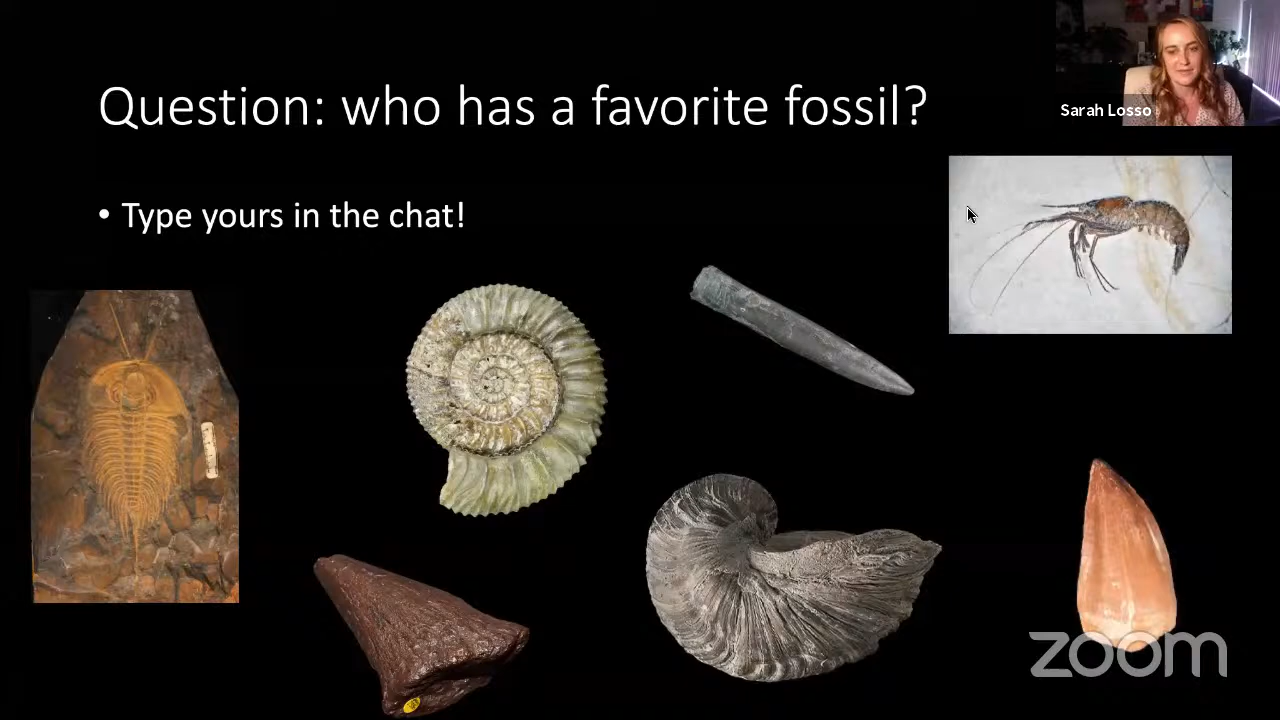 Question: who has a favorite fossil?
Sarah Losso
• Type yours in the chat!
zoom